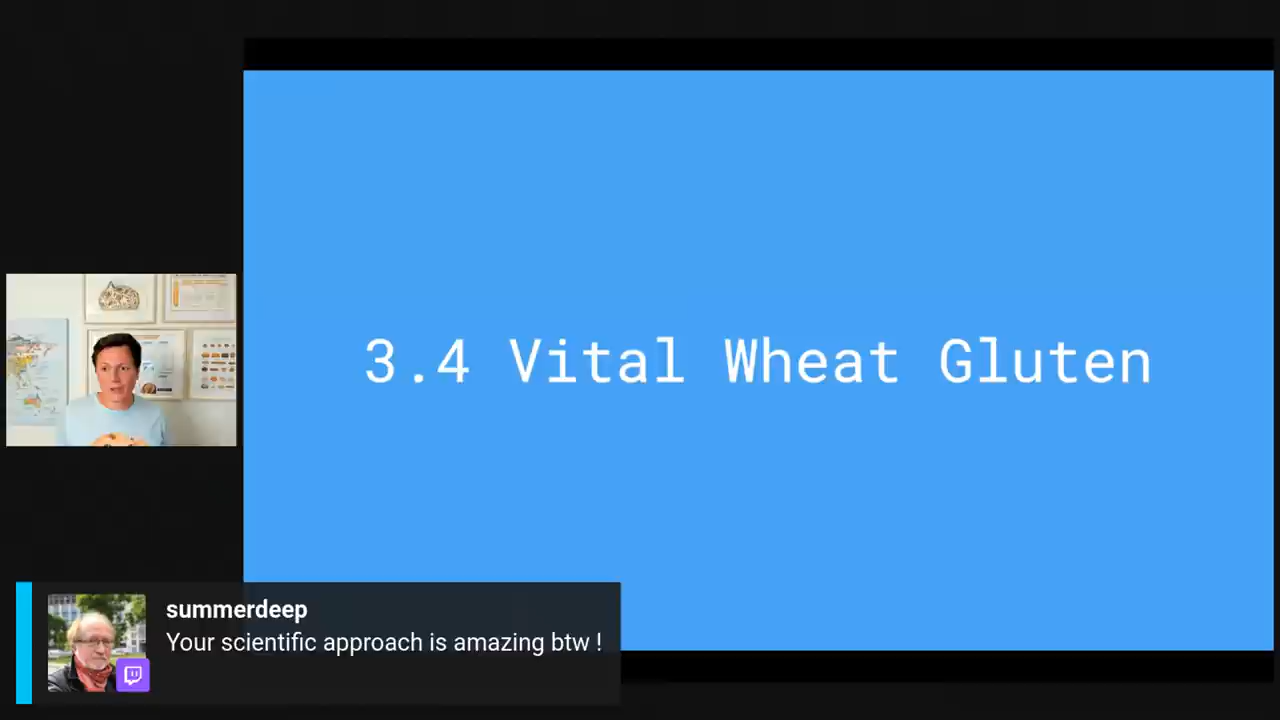 3.4 Vital Wheat Gluten
summerdeep
Your scientific approach is amazing btw !